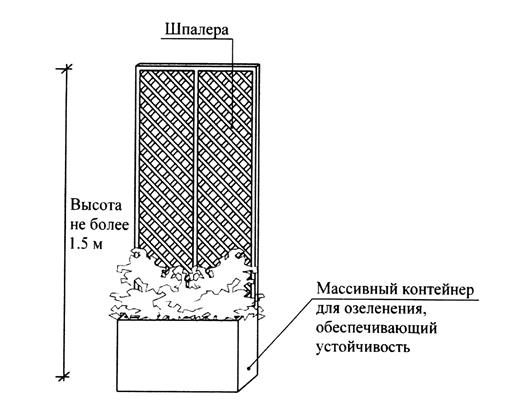 Шпалера
Высота
не более
1.5 м
Массивный контейнер
для озеленения,
обеспечивающий
устойчивость